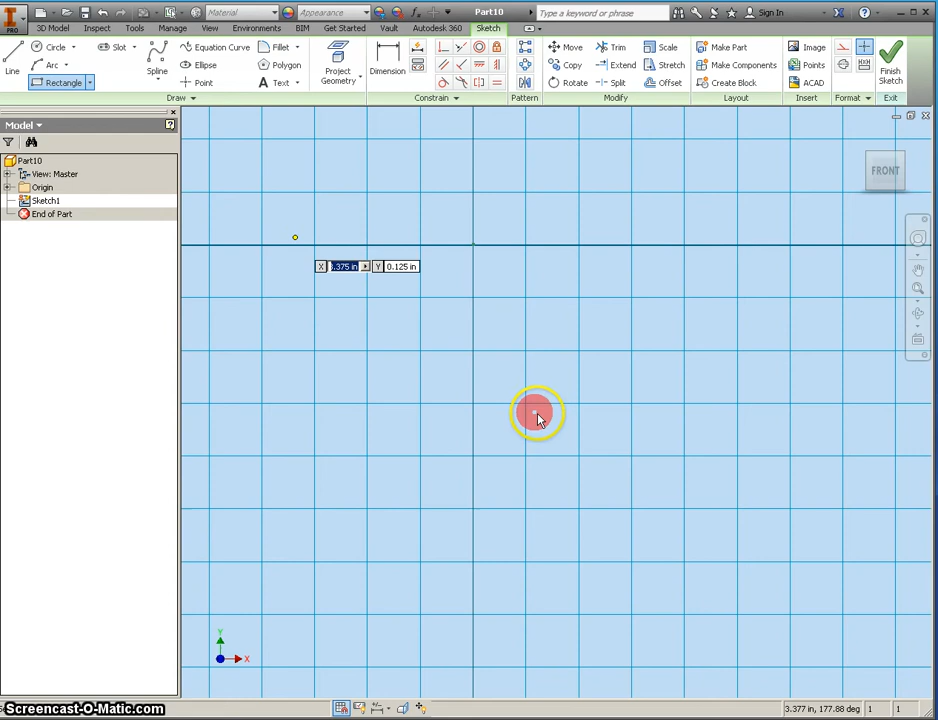 Material
Appearance
Part10
Type a keyword or phrase
Sign In
PRO
3D Model Inspect Tools Manage View Environments BIM Get Started Vault Autodesk 360 Sketch
Circle Slot Equation Curve Fillet Move Trim Scale Make Part Image
Line Arc Spline Ellipse Polygon Project Geometry Dimension Copy Extend Stretch Make Components Points Finish Sketch
Rectangle Point Text Rotate Split Offset Create Block ACAD
Draw Constrain Pattern Modify Layout Insert Format Exit
Model
Part10
View: Master
Origin
Sketch1
End of Part
FRONT
X .375 in Y 0.125 in
Y
X
Screencast-O-Matic.com
3.377 in, 177.88 deg 1 1